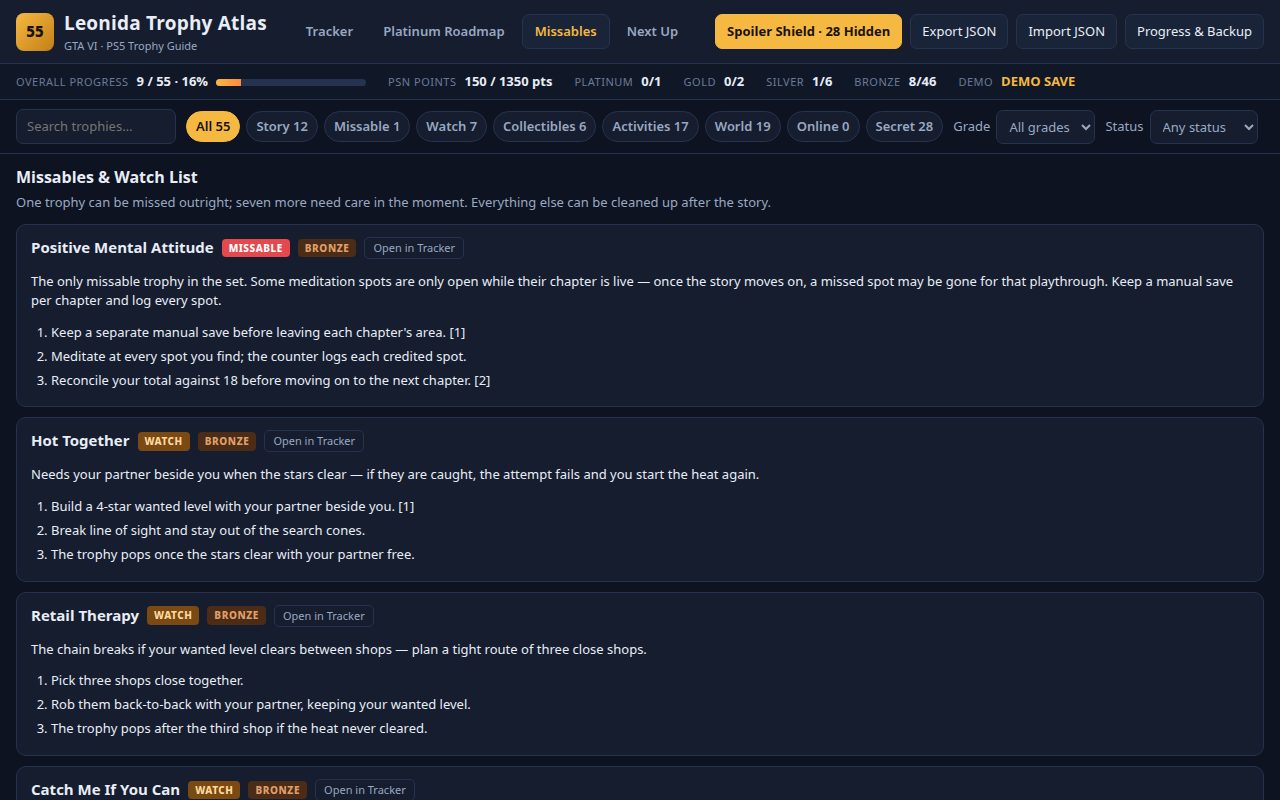 55
Leonida Trophy Atlas
GTA VI · PS5 Trophy Guide
Tracker
Platinum Roadmap
Missables
Next Up
Spoiler Shield · 28 Hidden
Export JSON
Import JSON
Progress & Backup
OVERALL PROGRESS 9 / 55 · 16%
PSN POINTS 150 / 1350 pts
PLATINUM 0/1
GOLD 0/2
SILVER 1/6
BRONZE 8/46
DEMO DEMO SAVE
Search trophies...
All 55
Story 12
Missable 1
Watch 7
Collectibles 6
Activities 17
World 19
Online 0
Secret 28
Grade
All grades
Status
Any status
Missables & Watch List
One trophy can be missed outright; seven more need care in the moment. Everything else can be cleaned up after the story.
Positive Mental Attitude MISSABLE BRONZE Open in Tracker
The only missable trophy in the set. Some meditation spots are only open while their chapter is live — once the story moves on, a missed spot may be gone for that playthrough. Keep a manual save
per chapter and log every spot.
1. Keep a separate manual save before leaving each chapter's area. [1]
2. Meditate at every spot you find; the counter logs each credited spot.
3. Reconcile your total against 18 before moving on to the next chapter. [2]
Hot Together WATCH BRONZE Open in Tracker
Needs your partner beside you when the stars clear — if they are caught, the attempt fails and you start the heat again.
1. Build a 4-star wanted level with your partner beside you. [1]
2. Break line of sight and stay out of the search cones.
3. The trophy pops once the stars clear with your partner free.
Retail Therapy WATCH BRONZE Open in Tracker
The chain breaks if your wanted level clears between shops — plan a tight route of three close shops.
1. Pick three shops close together.
2. Rob them back-to-back with your partner, keeping your wanted level.
3. The trophy pops after the third shop if the heat never cleared.
Catch Me If You Can WATCH BRONZE Open in Tracker